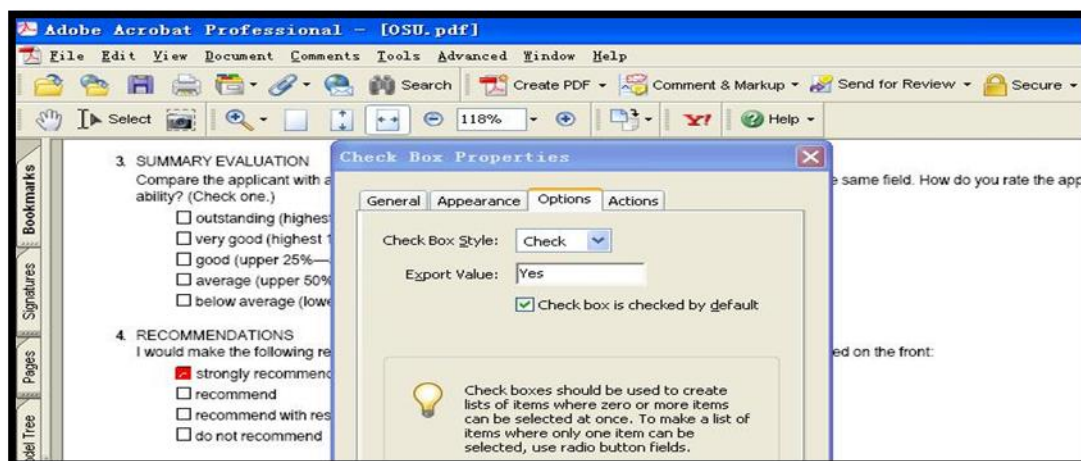 Adobe Acrobat Professional - [OSU.pdf]
File Edit View Document Comments Tools Advanced Window Help
Search Create PDF Comment & Markup Send for Review Secure
Select 118% Y! Help
Bookmarks
Signatures
Pages
Model Tree
3. SUMMARY EVALUATION
Compare the applicant with a
e same field. How do you rate the app
ability? (Check one.)
outstanding (highes
very good (highest 1
good (upper 25%—
average (upper 50%
below average (lowe
4. RECOMMENDATIONS
I would make the following re
ed on the front:
strongly recommend
recommend
recommend with res
do not recommend
Check Box Properties
General Appearance Options Actions
Check Box Style: Check
Export Value: Yes
Check box is checked by default
Check boxes should be used to create
lists of items where zero or more items
can be selected at once. To make a list of
items where only one item can be
selected, use radio button fields.